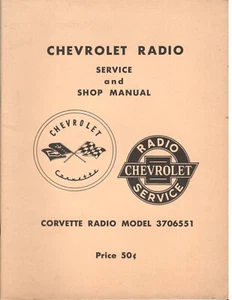 CHEVROLET RADIO
SERVICE
and
SHOP MANUAL
CHEVROLET
Corvette
RADIO
CHEVROLET
SERVICE
CORVETTE RADIO MODEL 3706551
Price 50¢